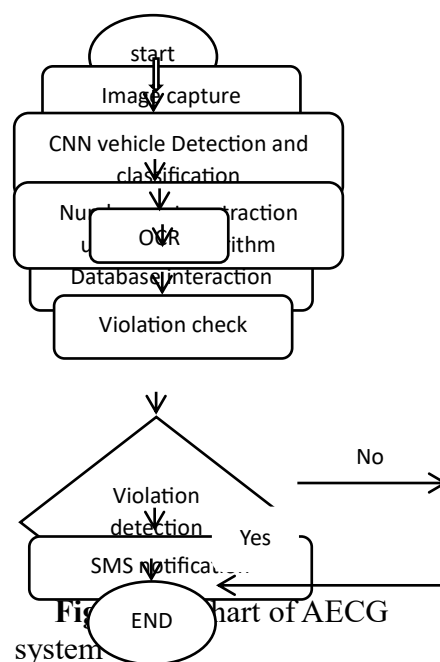 start
Image capture
CNN vehicle Detection and
classification
OCR
Database interaction
Violation check
No
Violation
detection
Yes
SMS notification
END
of AECG
system